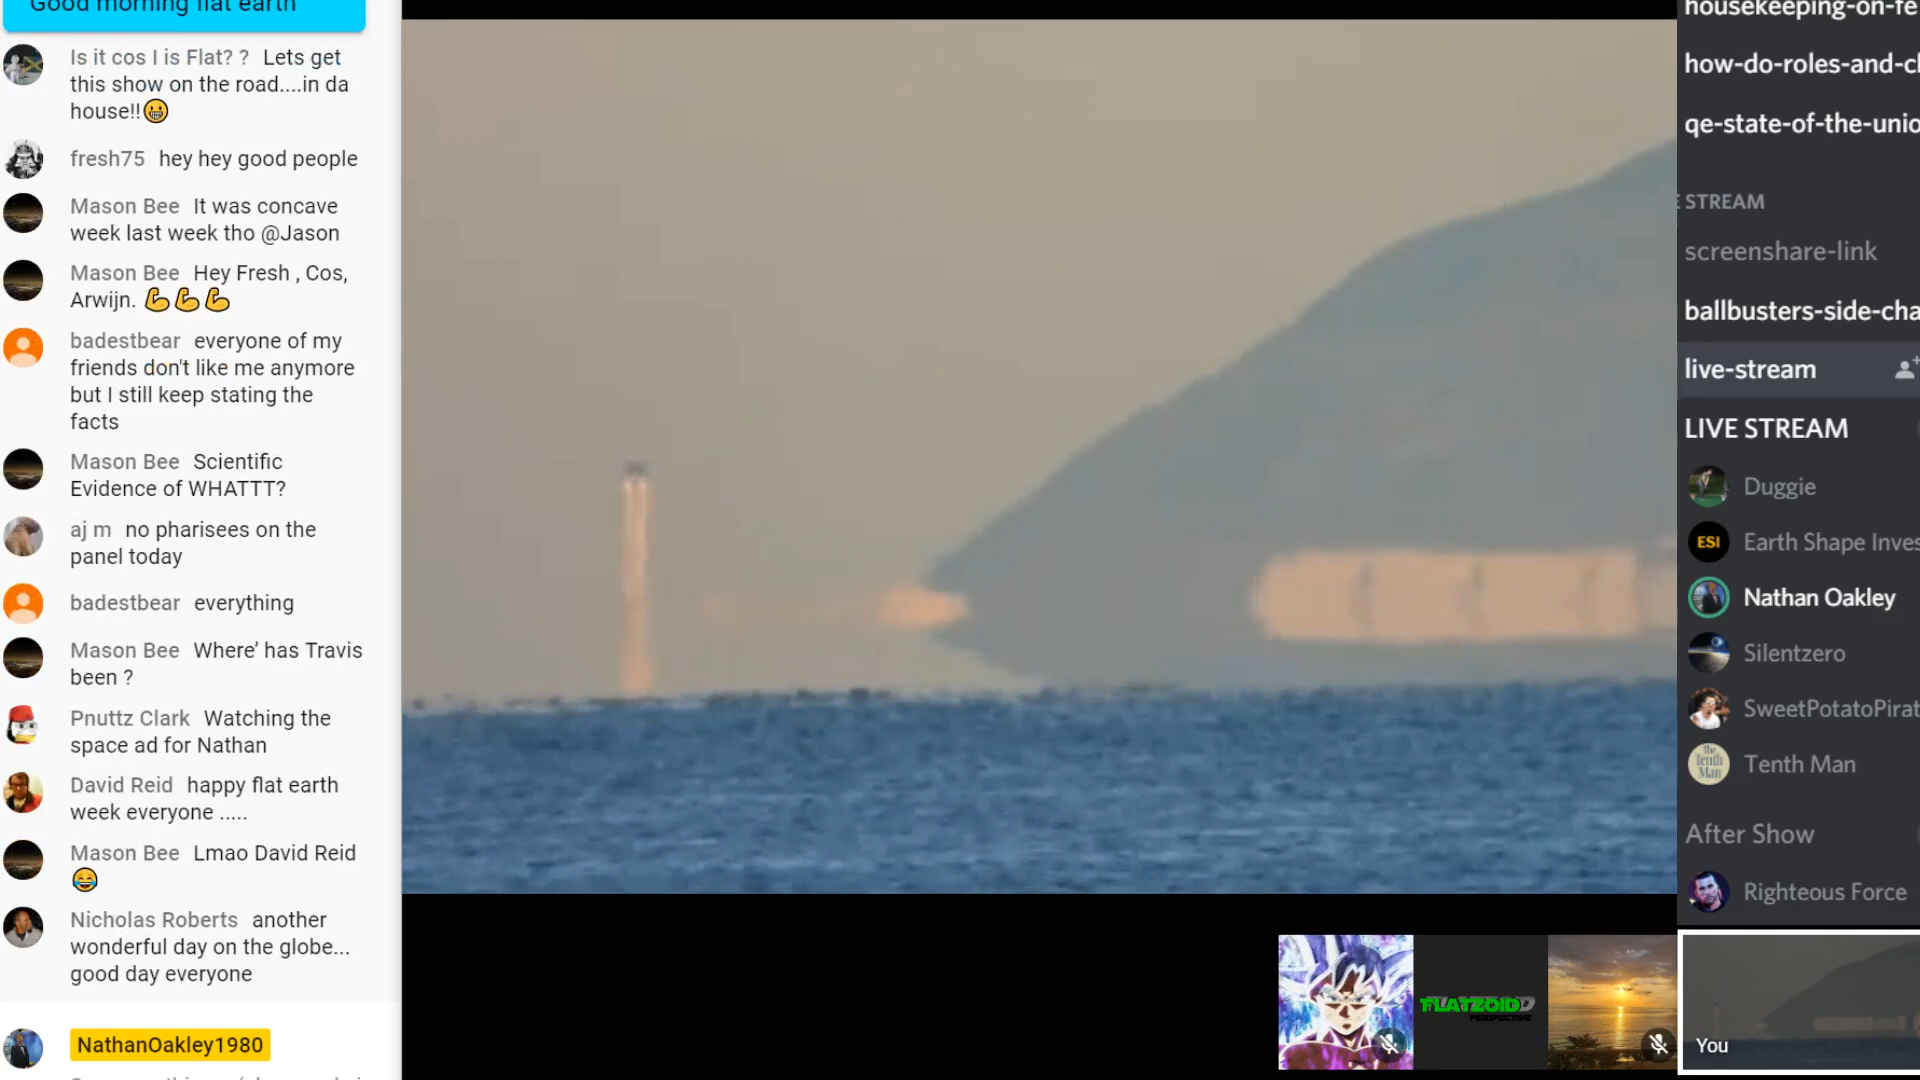 Good morning flat earth
Is it cos I is Flat? ? Lets get
this show on the road....in da
house!!😀
fresh75 hey hey good people
Mason Bee It was concave
week last week tho @Jason
Mason Bee Hey Fresh , Cos,
Arwijn. 💪💪💪
badestbear everyone of my
friends don't like me anymore
but I still keep stating the
facts
Mason Bee Scientific
Evidence of WHATTT?
aj m no pharisees on the
panel today
badestbear everything
Mason Bee Where' has Travis
been ?
Pnuttz Clark Watching the
space ad for Nathan
David Reid happy flat earth
week everyone .....
Mason Bee Lmao David Reid
😂
Nicholas Roberts another
wonderful day on the globe...
good day everyone
NathanOakley1980
FLATZOID
PERSPECTIVE
housekeeping-on-fe
how-do-roles-and-cl
qe-state-of-the-unio
E STREAM
screenshare-link
ballbusters-side-cha
live-stream
LIVE STREAM
Duggie
ESI Earth Shape Inves
Nathan Oakley
Silentzero
SweetPotatoPirat
The
Tenth
Man
Tenth Man
After Show
Righteous Force
You